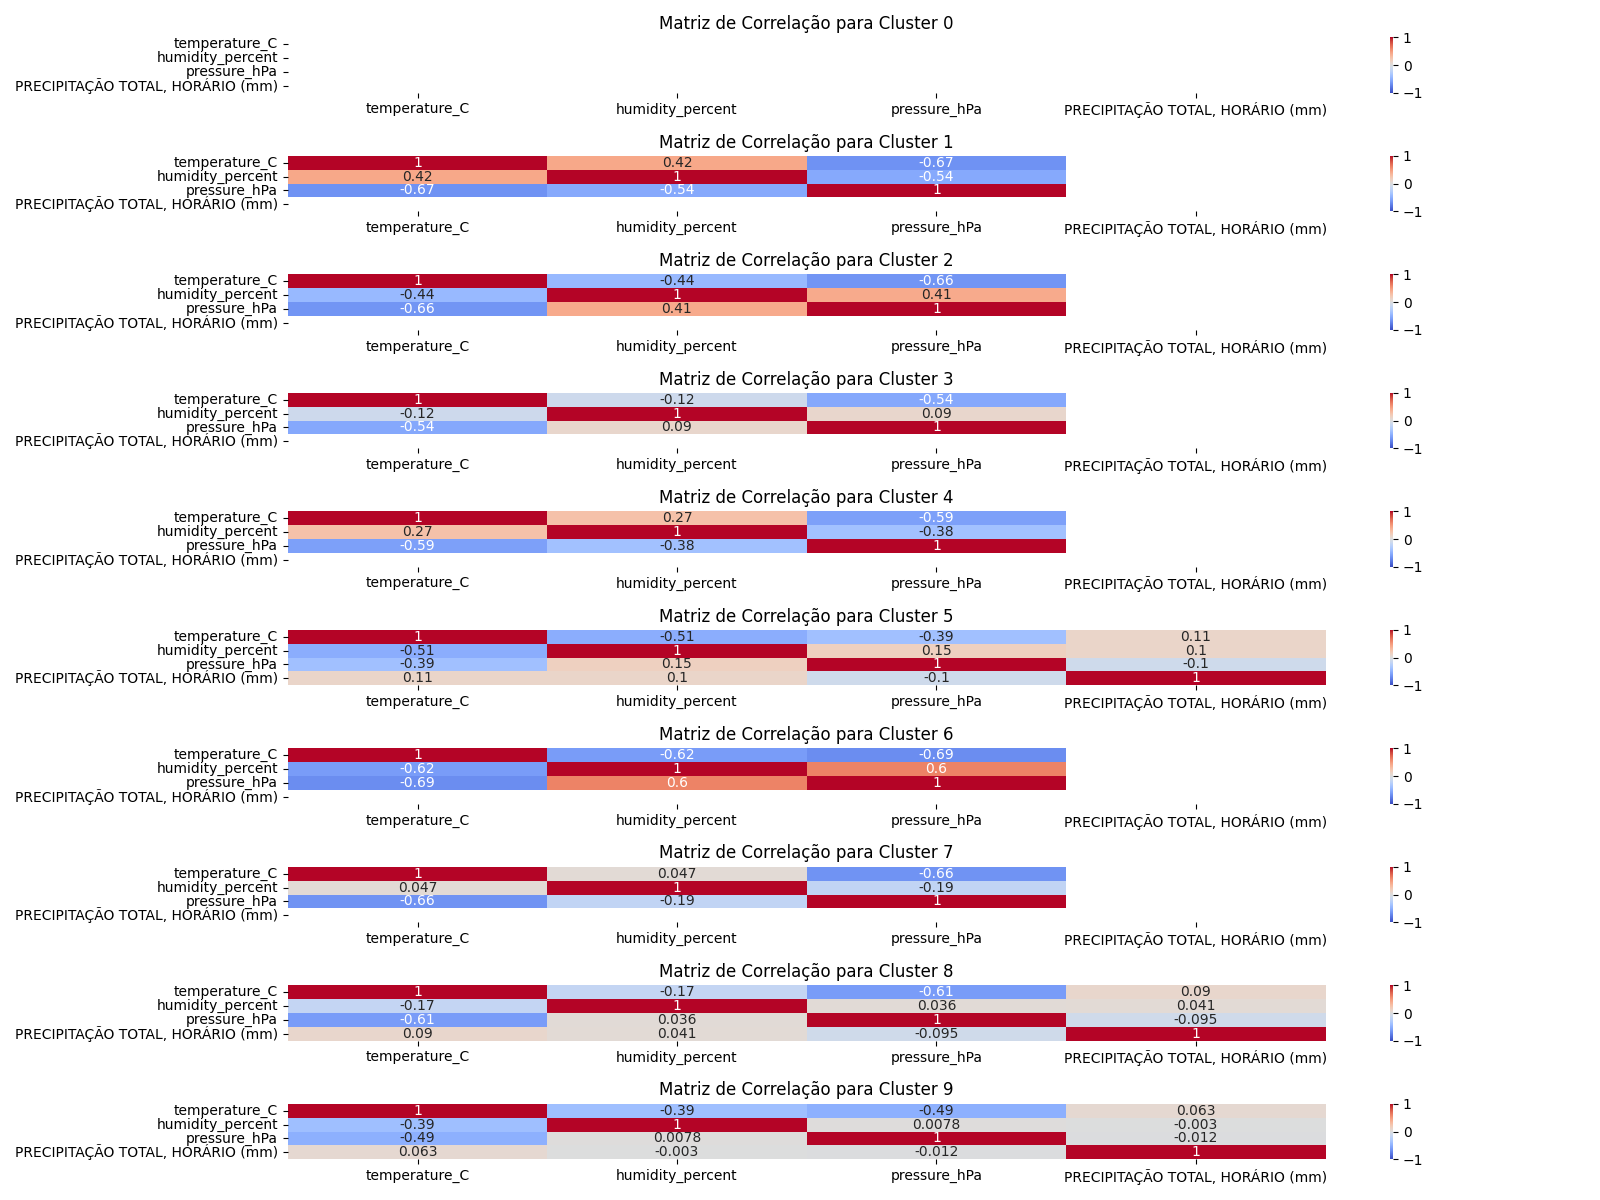 Matriz de Correlação para Cluster 0
temperature_C
humidity_percent
pressure_hPa
PRECIPITAÇÃO TOTAL, HORÁRIO (mm)
temperature_C humidity_percent pressure_hPa PRECIPITAÇÃO TOTAL, HORÁRIO (mm)
1
0
−1
Matriz de Correlação para Cluster 1
temperature_C 1 0.42 -0.67
humidity_percent 0.42 1 -0.54
pressure_hPa -0.67 -0.54 1
PRECIPITAÇÃO TOTAL, HORÁRIO (mm)
temperature_C humidity_percent pressure_hPa PRECIPITAÇÃO TOTAL, HORÁRIO (mm)
1
0
−1
Matriz de Correlação para Cluster 2
temperature_C 1 -0.44 -0.66
humidity_percent -0.44 1 0.41
pressure_hPa -0.66 0.41 1
PRECIPITAÇÃO TOTAL, HORÁRIO (mm)
temperature_C humidity_percent pressure_hPa PRECIPITAÇÃO TOTAL, HORÁRIO (mm)
1
0
−1
Matriz de Correlação para Cluster 3
temperature_C 1 -0.12 -0.54
humidity_percent -0.12 1 0.09
pressure_hPa -0.54 0.09 1
PRECIPITAÇÃO TOTAL, HORÁRIO (mm)
temperature_C humidity_percent pressure_hPa PRECIPITAÇÃO TOTAL, HORÁRIO (mm)
1
0
−1
Matriz de Correlação para Cluster 4
temperature_C 1 0.27 -0.59
humidity_percent 0.27 1 -0.38
pressure_hPa -0.59 -0.38 1
PRECIPITAÇÃO TOTAL, HORÁRIO (mm)
temperature_C humidity_percent pressure_hPa PRECIPITAÇÃO TOTAL, HORÁRIO (mm)
1
0
−1
Matriz de Correlação para Cluster 5
temperature_C 1 -0.51 -0.39 0.11
humidity_percent -0.51 1 0.15 0.1
pressure_hPa -0.39 0.15 1 -0.1
PRECIPITAÇÃO TOTAL, HORÁRIO (mm) 0.11 0.1 -0.1 1
temperature_C humidity_percent pressure_hPa PRECIPITAÇÃO TOTAL, HORÁRIO (mm)
1
0
−1
Matriz de Correlação para Cluster 6
temperature_C 1 -0.62 -0.69
humidity_percent -0.62 1 0.6
pressure_hPa -0.69 0.6 1
PRECIPITAÇÃO TOTAL, HORÁRIO (mm)
temperature_C humidity_percent pressure_hPa PRECIPITAÇÃO TOTAL, HORÁRIO (mm)
1
0
−1
Matriz de Correlação para Cluster 7
temperature_C 1 0.047 -0.66
humidity_percent 0.047 1 -0.19
pressure_hPa -0.66 -0.19 1
PRECIPITAÇÃO TOTAL, HORÁRIO (mm)
temperature_C humidity_percent pressure_hPa PRECIPITAÇÃO TOTAL, HORÁRIO (mm)
1
0
−1
Matriz de Correlação para Cluster 8
temperature_C 1 -0.17 -0.61 0.09
humidity_percent -0.17 1 0.036 0.041
pressure_hPa -0.61 0.036 1 -0.095
PRECIPITAÇÃO TOTAL, HORÁRIO (mm) 0.09 0.041 -0.095 1
temperature_C humidity_percent pressure_hPa PRECIPITAÇÃO TOTAL, HORÁRIO (mm)
1
0
−1
Matriz de Correlação para Cluster 9
temperature_C 1 -0.39 -0.49 0.063
humidity_percent -0.39 1 0.0078 -0.003
pressure_hPa -0.49 0.0078 1 -0.012
PRECIPITAÇÃO TOTAL, HORÁRIO (mm) 0.063 -0.003 -0.012 1
temperature_C humidity_percent pressure_hPa PRECIPITAÇÃO TOTAL, HORÁRIO (mm)
1
0
−1